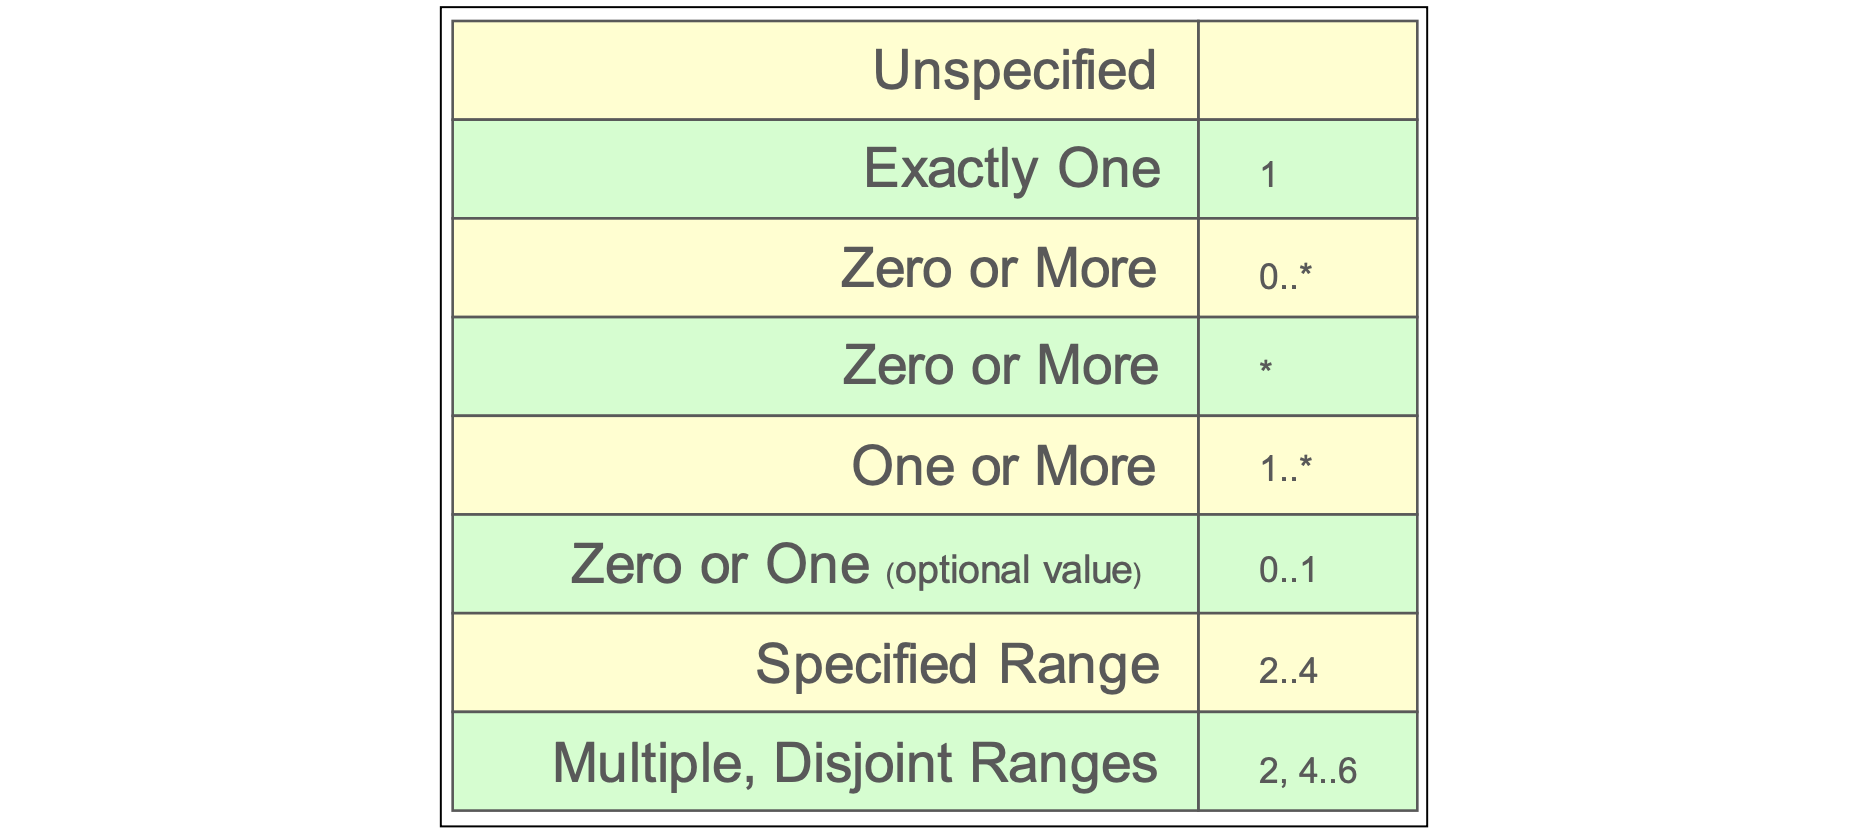 Unspecified
Exactly One 1
Zero or More 0..*
Zero or More *
One or More 1..*
Zero or One (optional value) 0..1
Specified Range 2..4
Multiple, Disjoint Ranges 2, 4..6